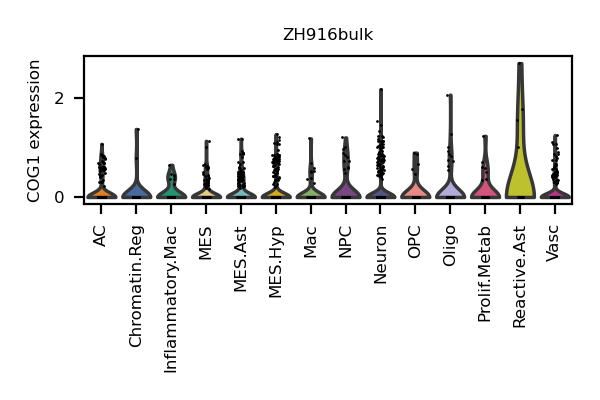 ZH916bulk
COG1 expression
2
0
AC
Chromatin.Reg
Inflammatory.Mac
MES
MES.Ast
MES.Hyp
Mac
NPC
Neuron
OPC
Oligo
Prolif.Metab
Reactive.Ast
Vasc